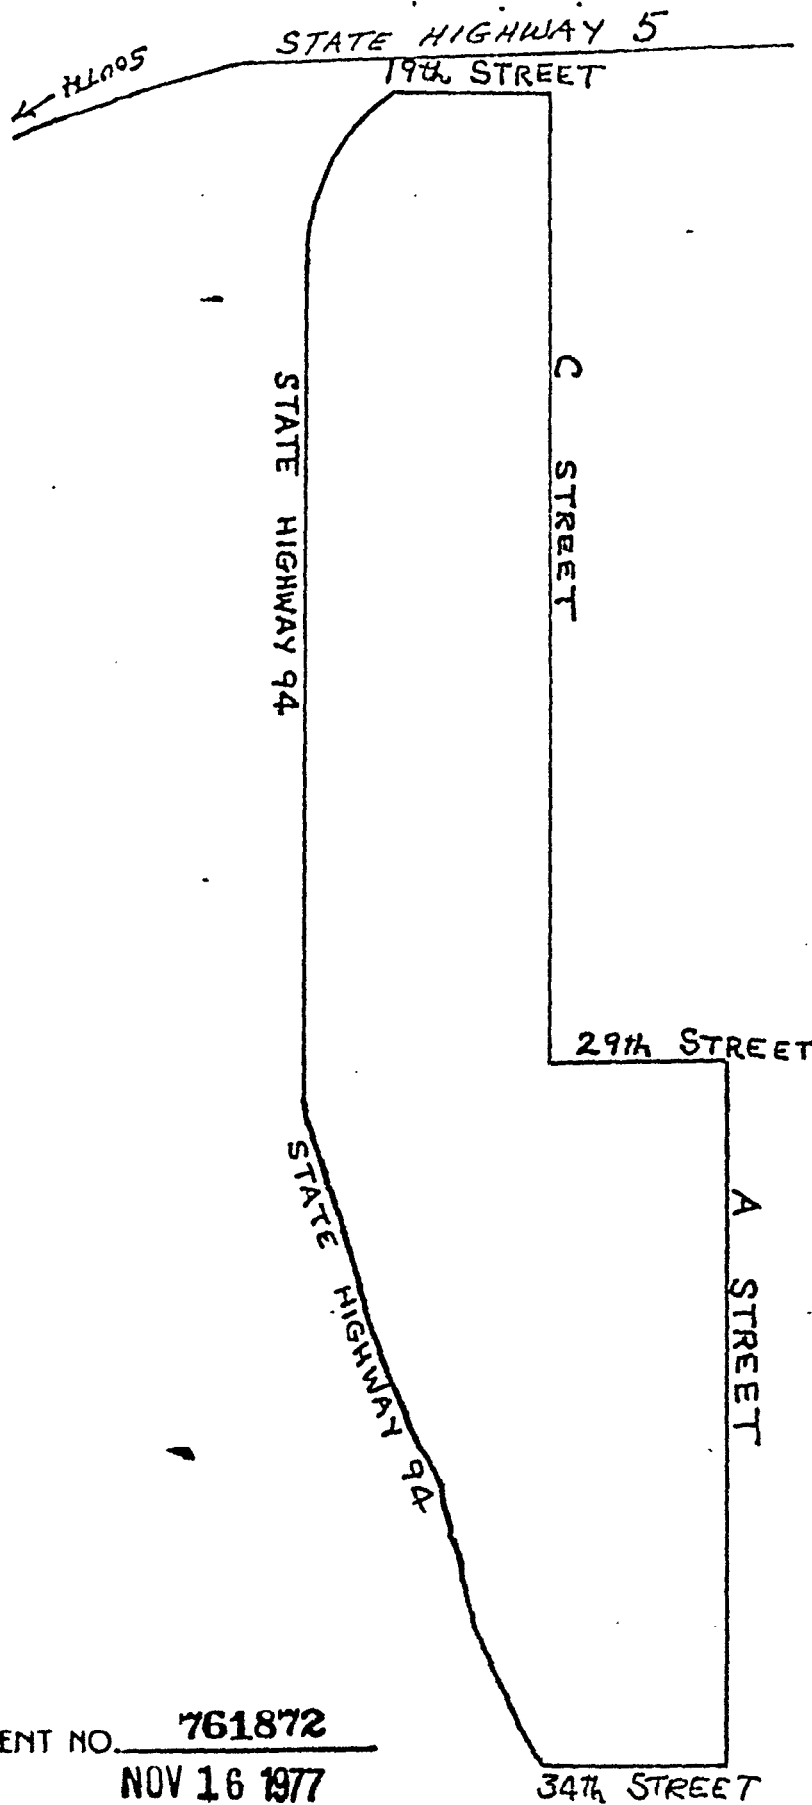 STATE HIGHWAY 5
SOUTH
19th STREET
C STREET
STATE HIGHWAY 94
29th STREET
A STREET
STATE HIGHWAY 94
ENT NO. 761872
NOV 16 1977
34th STREET